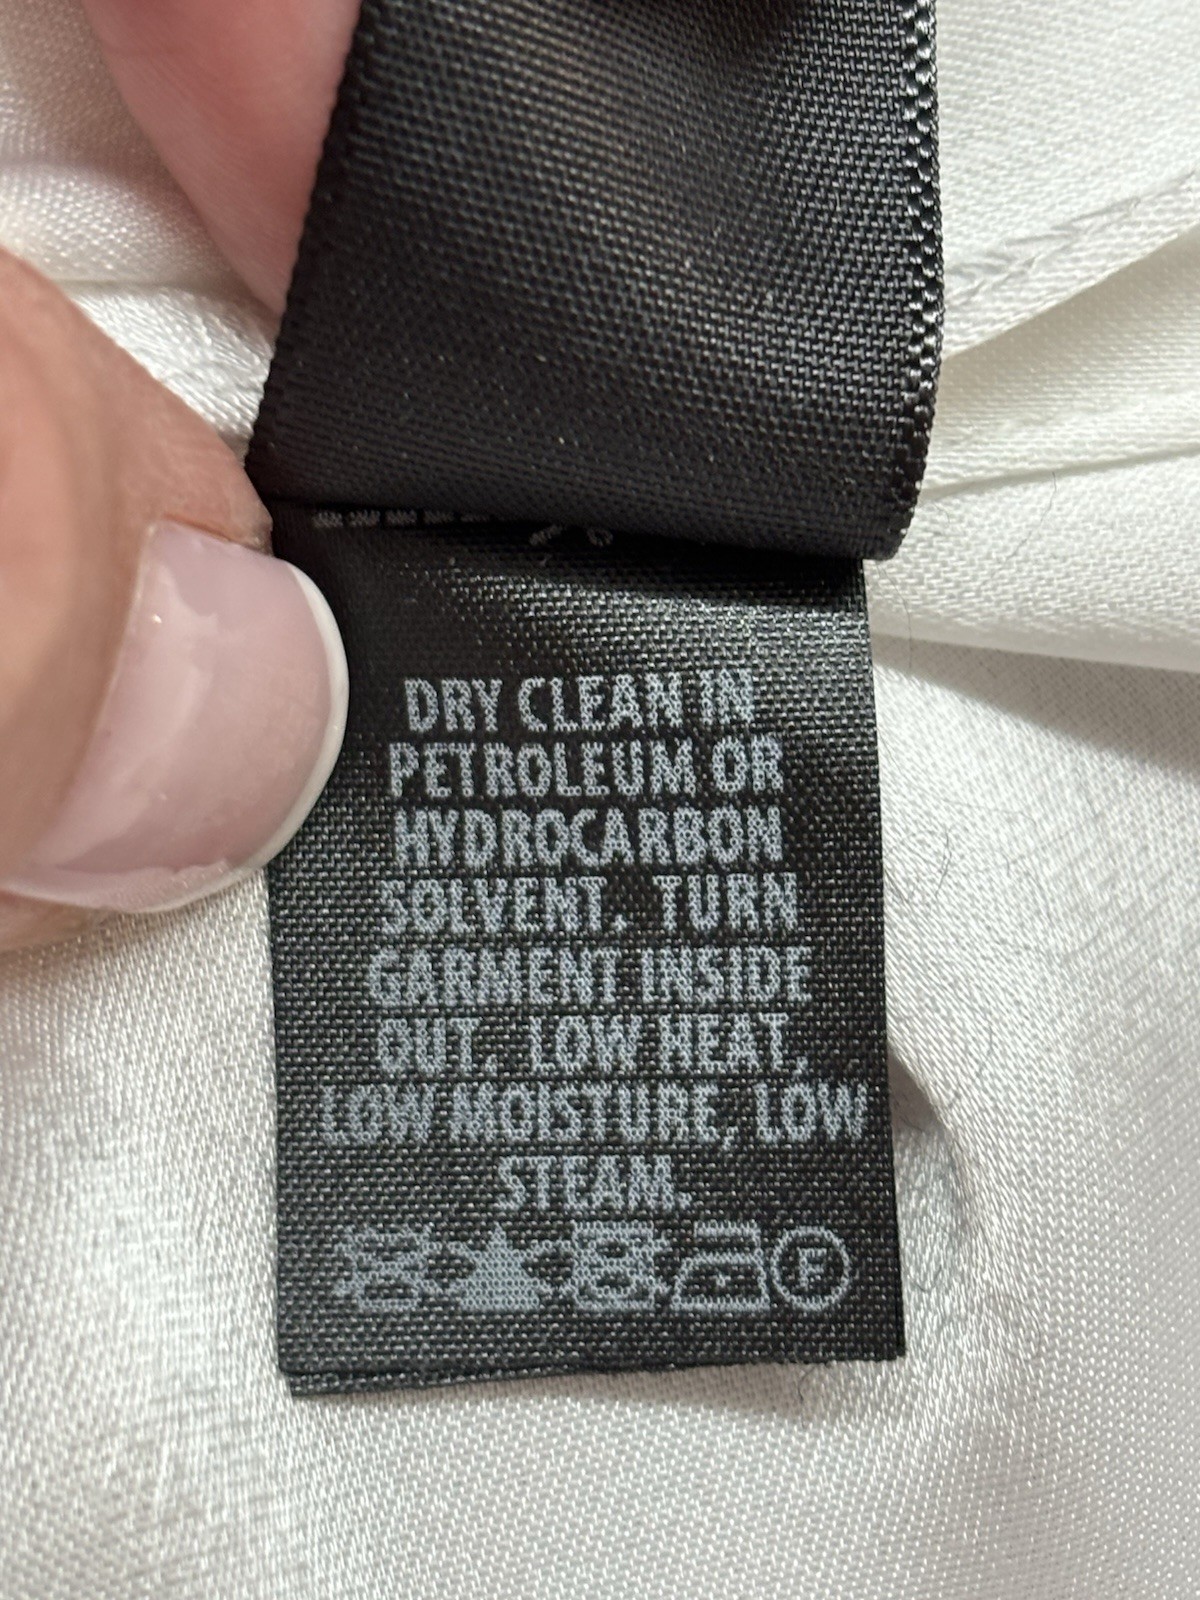 DRY CLEAN IN
PETROLEUM OR
HYDROCARBON
SOLVENT. TURN
GARMENT INSIDE
OUT. LOW HEAT,
LOW MOISTURE, LOW
STEAM.
F